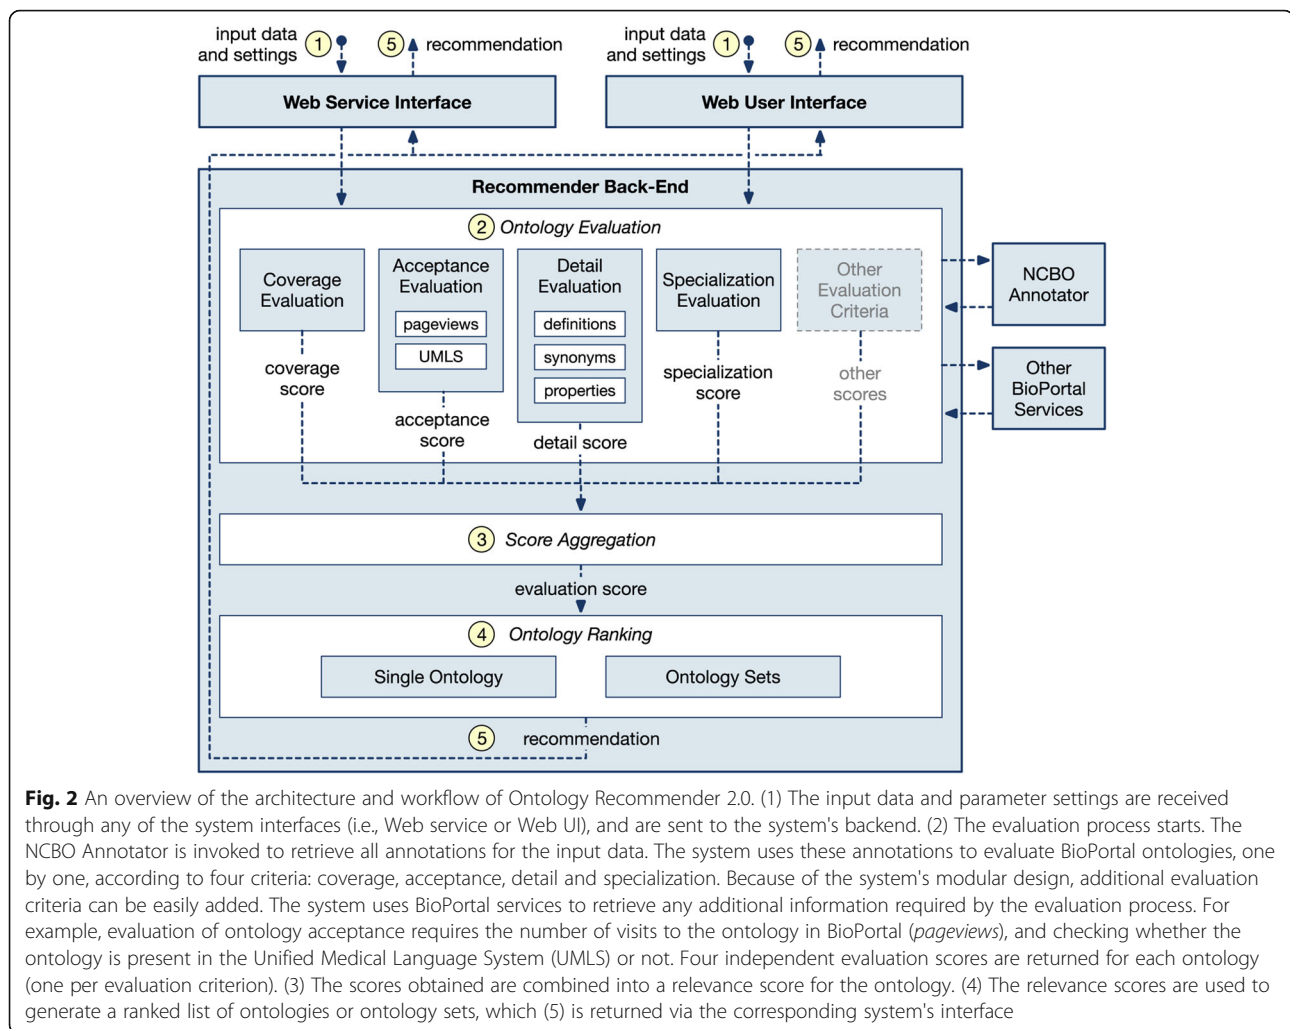 input data
and settings
1
5
recommendation
input data
and settings
1
5
recommendation
Web Service Interface
Web User Interface
Recommender Back-End
2 Ontology Evaluation
Coverage
Evaluation
Acceptance
Evaluation
pageviews
UMLS
Detail
Evaluation
definitions
synonyms
properties
Specialization
Evaluation
Other
Evaluation
Criteria
NCBO
Annotator
Other
BioPortal
Services
coverage
score
acceptance
score
detail score
specialization
score
other
scores
3 Score Aggregation
evaluation score
4 Ontology Ranking
Single Ontology
Ontology Sets
5 recommendation
Fig. 2 An overview of the architecture and workflow of Ontology Recommender 2.0. (1) The input data and parameter settings are received
through any of the system interfaces (i.e., Web service or Web UI), and are sent to the system's backend. (2) The evaluation process starts. The
NCBO Annotator is invoked to retrieve all annotations for the input data. The system uses these annotations to evaluate BioPortal ontologies, one
by one, according to four criteria: coverage, acceptance, detail and specialization. Because of the system's modular design, additional evaluation
criteria can be easily added. The system uses BioPortal services to retrieve any additional information required by the evaluation process. For
example, evaluation of ontology acceptance requires the number of visits to the ontology in BioPortal (pageviews), and checking whether the
ontology is present in the Unified Medical Language System (UMLS) or not. Four independent evaluation scores are returned for each ontology
(one per evaluation criterion). (3) The scores obtained are combined into a relevance score for the ontology. (4) The relevance scores are used to
generate a ranked list of ontologies or ontology sets, which (5) is returned via the corresponding system's interface